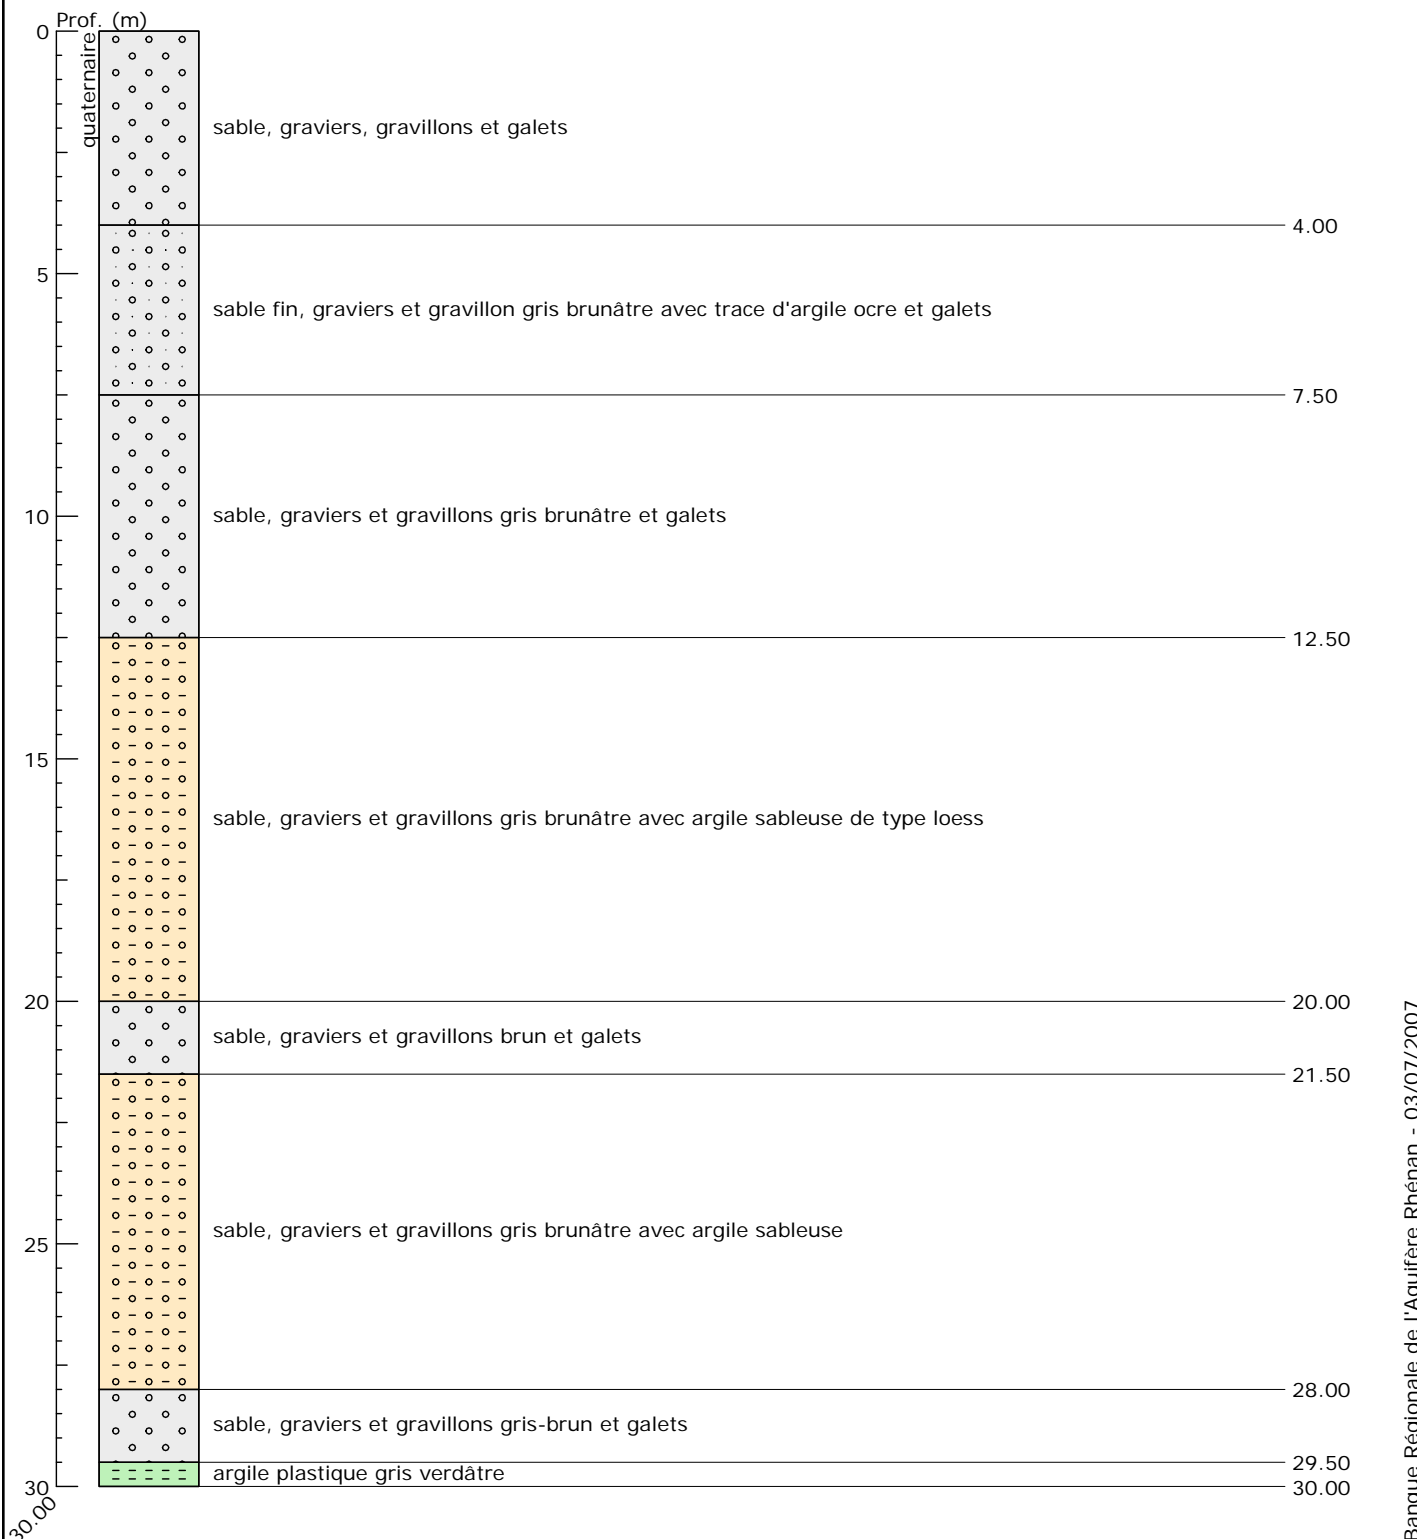 Prof. (m)
0
quaternaire
sable, graviers, gravillons et galets
4.00
5
sable fin, graviers et gravillon gris brunâtre avec trace d'argile ocre et galets
7.50
10
sable, graviers et gravillons gris brunâtre et galets
12.50
15
sable, graviers et gravillons gris brunâtre avec argile sableuse de type loess
20
20.00
sable, graviers et gravillons brun et galets
21.50
25
sable, graviers et gravillons gris brunâtre avec argile sableuse
28.00
sable, graviers et gravillons gris-brun et galets
29.50
argile plastique gris verdâtre
30
30.00
30.00
Banque Régionale de l'Aquifère Rhénan - 03/07/2007